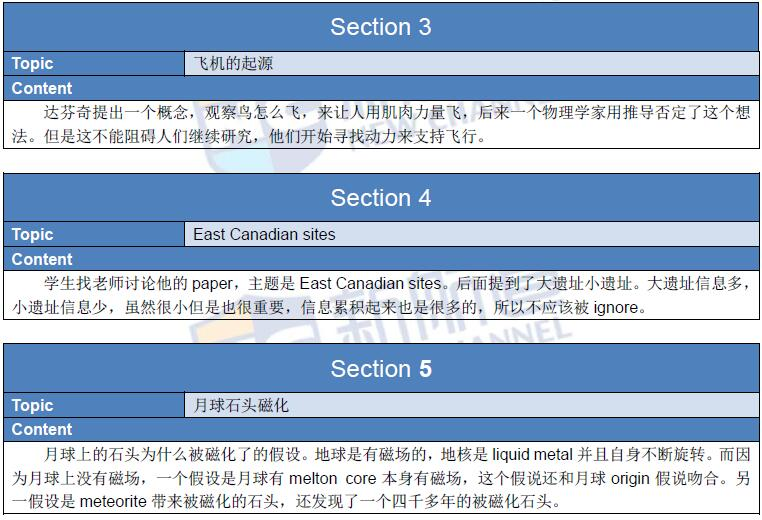 Section 3
Topic 飞机的起源
Content
达芬奇提出一个概念，观察鸟怎么飞，来让人用肌肉力量飞，后来一个物理学家用推导否定了这个想
法。但是这不能阻碍人们继续研究，他们开始寻找动力来支持飞行。
Section 4
Topic East Canadian sites
Content
学生找老师讨论他的 paper，主题是 East Canadian sites。后面提到了大遗址小遗址。大遗址信息多，
小遗址信息少，虽然很小但是也很重要，信息累积起来也是很多的，所以不应该被 ignore。
Section 5
Topic 月球石头磁化
Content
月球上的石头为什么被磁化了的假设。地球是有磁场的，地核是 liquid metal 并且自身不断旋转。而因
为月球上没有磁场，一个假设是月球有 melton core 本身有磁场，这个假说还和月球 origin 假说吻合。另
一假设是 meteorite 带来被磁化的石头，还发现了一个四千多年的被磁化石头。